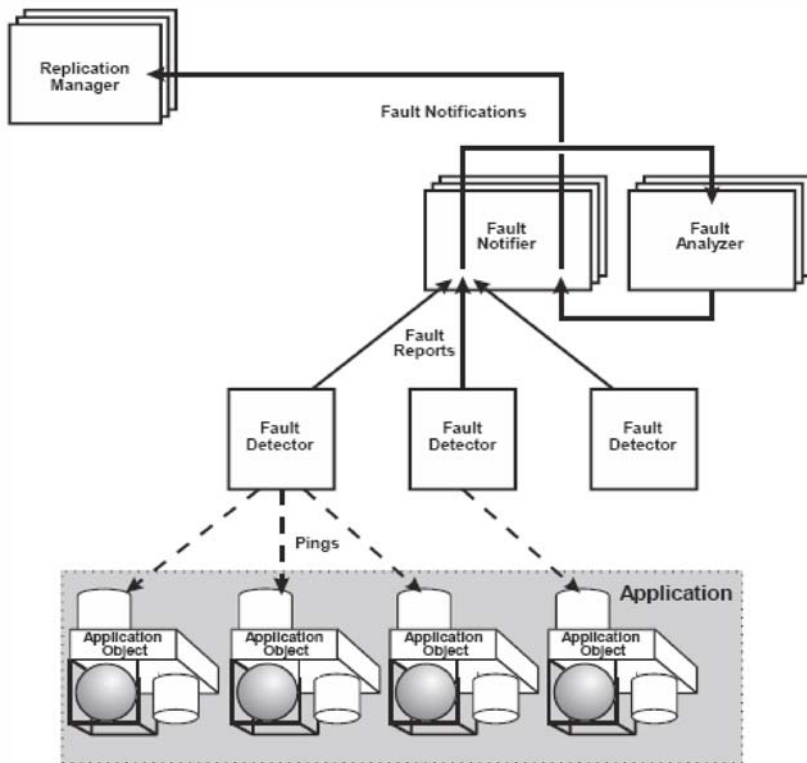 Replication
Manager
Fault Notifications
Fault
Notifier
Fault
Analyzer
Fault
Reports
Fault
Detector
Fault
Detector
Fault
Detector
Pings
Application
Application
Object
Application
Object
Application
Object
Application
Object